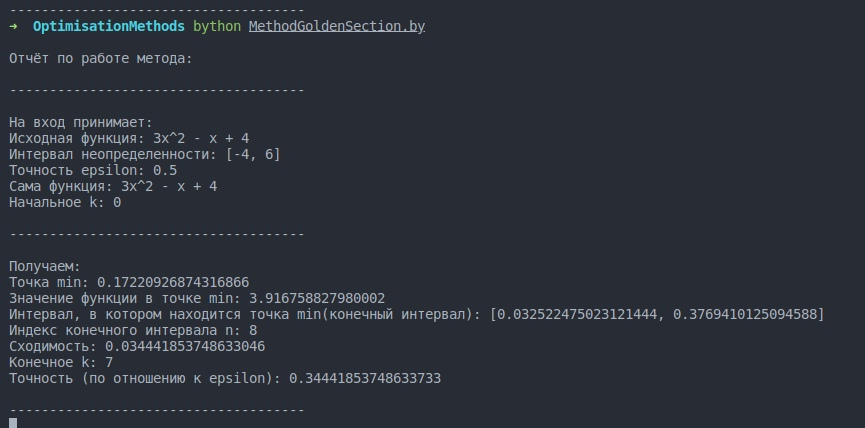 -------------------------------------
➜ OptimisationMethods bython MethodGoldenSection.by
Отчёт по работе метода:
-------------------------------------
На вход принимает:
Исходная функция: 3x^2 - x + 4
Интервал неопределенности: [-4, 6]
Точность epsilon: 0.5
Сама функция: 3x^2 - x + 4
Начальное k: 0
-------------------------------------
Получаем:
Точка min: 0.17220926874316866
Значение функции в точке min: 3.916758827980002
Интервал, в котором находится точка min(конечный интервал): [0.032522475023121444, 0.3769410125094588]
Индекс конечного интервала n: 8
Сходимость: 0.034441853748633046
Конечное k: 7
Точность (по отношению к epsilon): 0.34441853748633733
-------------------------------------